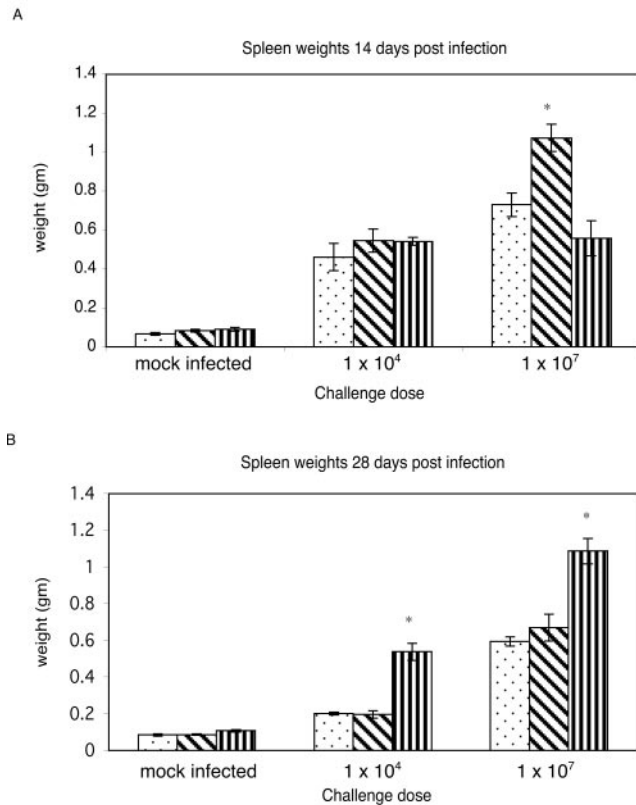 A
Spleen weights 14 days post infection
1.4
1.2
1
0.8
0.6
0.4
0.2
0
weight (gm)
*
mock infected 1 x 10⁴ 1 x 10⁷
Challenge dose
B
Spleen weights 28 days post infection
1.4
1.2
1
0.8
0.6
0.4
0.2
0
weight (gm)
*
*
mock infected 1 x 10⁴ 1 x 10⁷
Challenge dose